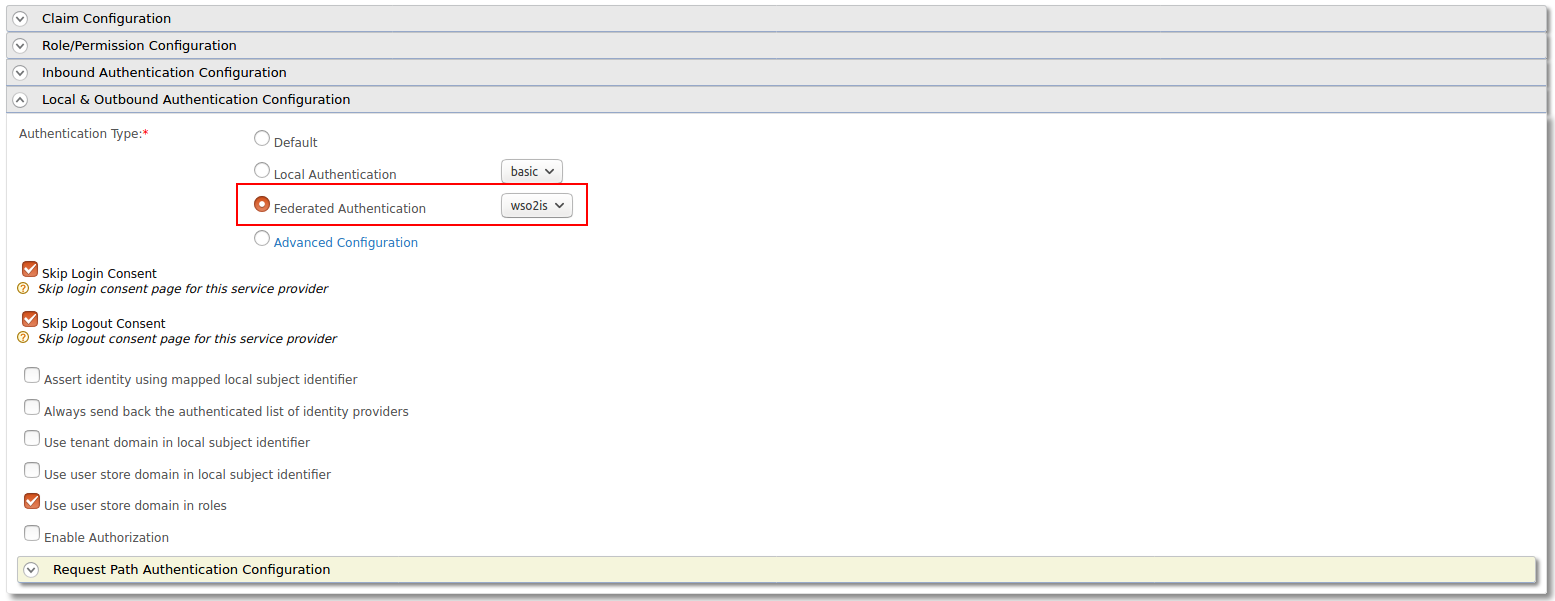 Claim Configuration
Role/Permission Configuration
Inbound Authentication Configuration
Local & Outbound Authentication Configuration
Authentication Type:*
Default
Local Authentication basic
Federated Authentication wso2is
Advanced Configuration
Skip Login Consent
? Skip login consent page for this service provider
Skip Logout Consent
? Skip logout consent page for this service provider
Assert identity using mapped local subject identifier
Always send back the authenticated list of identity providers
Use tenant domain in local subject identifier
Use user store domain in local subject identifier
Use user store domain in roles
Enable Authorization
Request Path Authentication Configuration